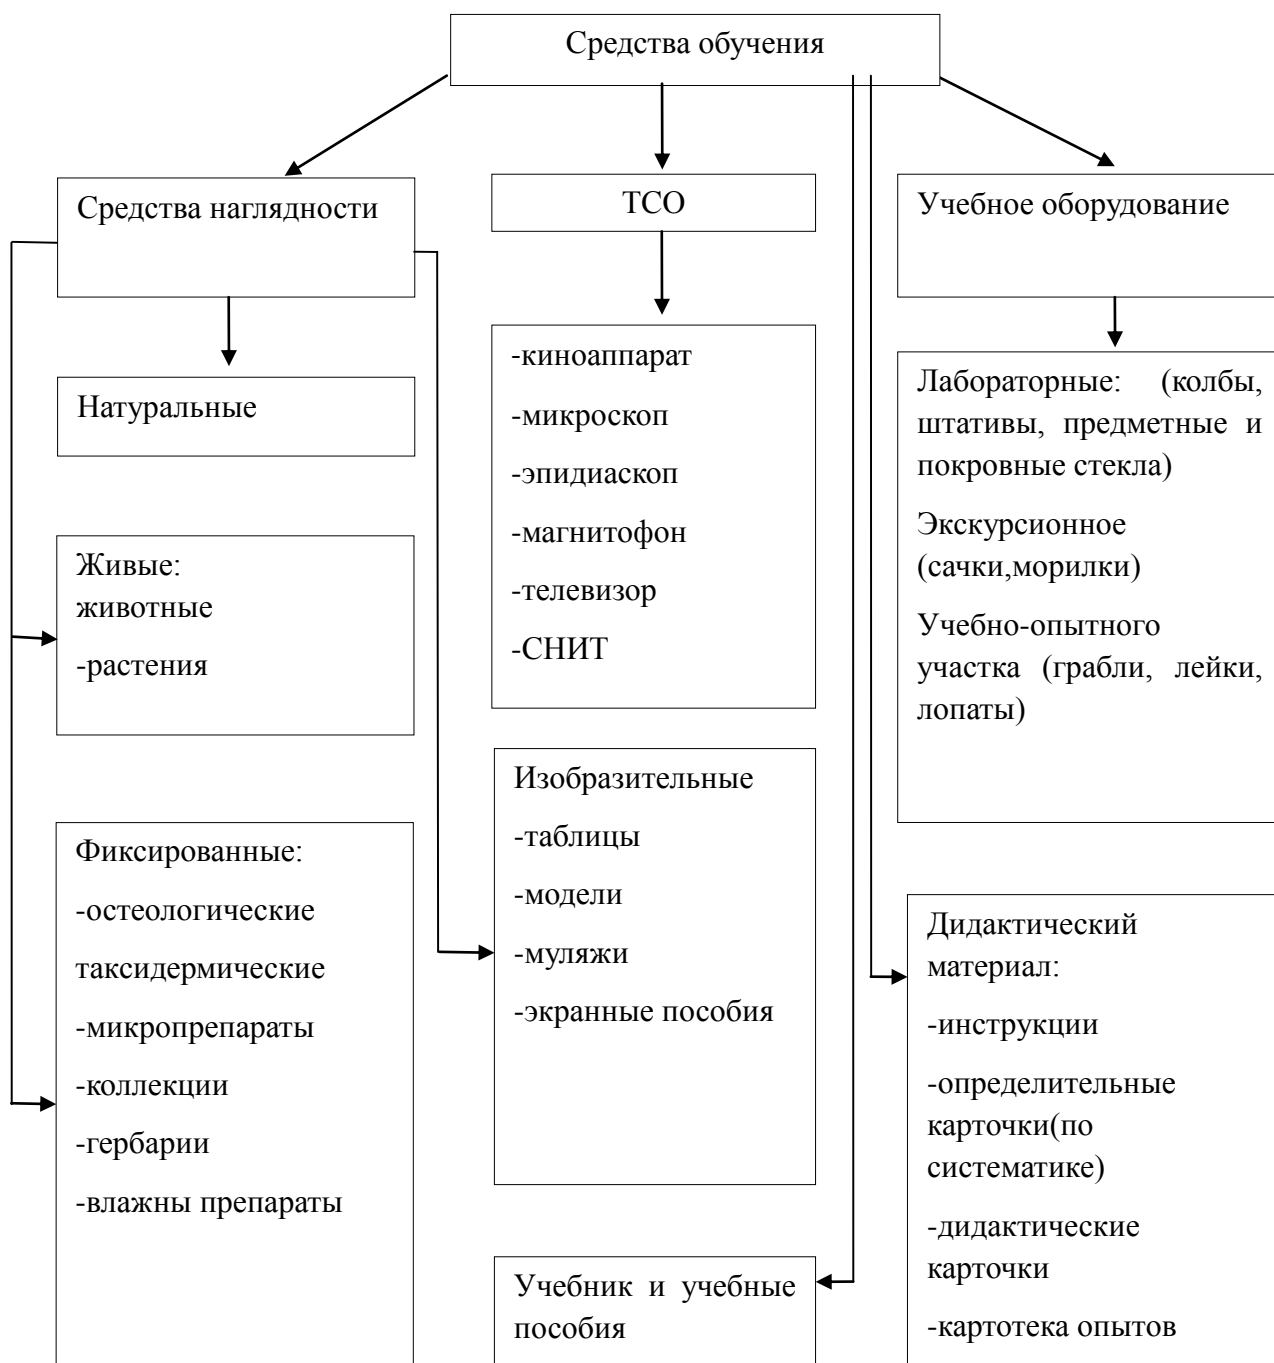 Средства обучения
Средства наглядности
ТСО
Учебное оборудование
Натуральные
-киноаппарат
-микроскоп
-эпидиаскоп
-магнитофон
-телевизор
-СНИТ
Лабораторные: (колбы,
штативы, предметные и
покровные стекла)
Экскурсионное
(сачки,морилки)
Учебно-опытного
участка (грабли, лейки,
лопаты)
Живые:
животные
-растения
Изобразительные
-таблицы
-модели
-муляжи
-экранные пособия
Фиксированные:
-остеологические
таксидермические
-микропрепараты
-коллекции
-гербарии
-влажны препараты
Дидактический
материал:
-инструкции
-определительные
карточки(по
систематике)
-дидактические
карточки
-картотека опытов
Учебник и учебные
пособия